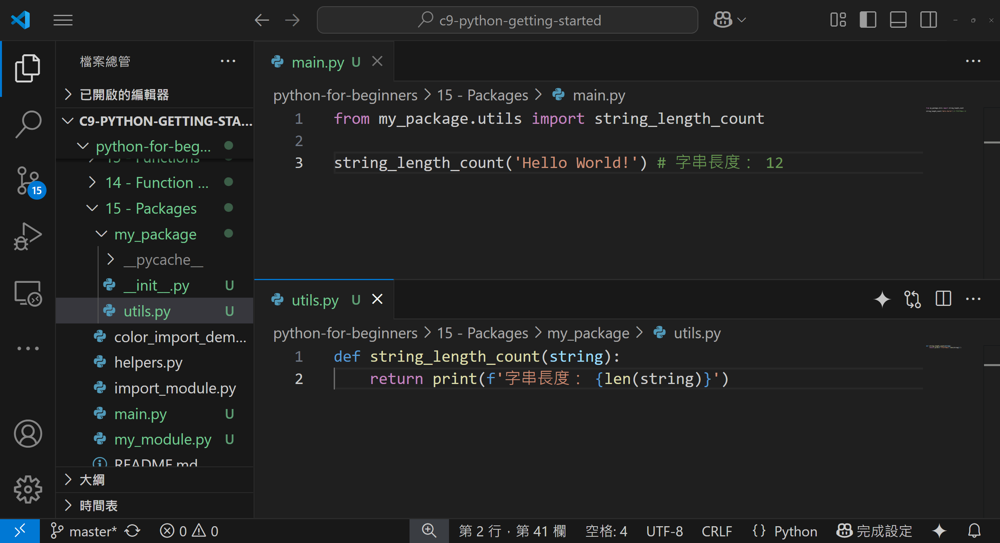 c9-python-getting-started
檔案總管
已開啟的編輯器
C9-PYTHON-GETTING-STA...
python-for-beg...
14 - Function ...
15 - Packages
my_package
__pycache__
__init__.py U
utils.py U
color_import_dem...
helpers.py
import_module.py
main.py U
my_module.py U
README.md
大綱
時間表
15
main.py U
python-for-beginners > 15 - Packages > main.py
1 from my_package.utils import string_length_count
2
3 string_length_count('Hello World!') # 字串長度： 12
utils.py U
python-for-beginners > 15 - Packages > my_package > utils.py
1 def string_length_count(string):
2     return print(f'字串長度： {len(string)}')
master* 0 0 第 2 行，第 41 欄 空格: 4 UTF-8 CRLF {} Python 完成設定